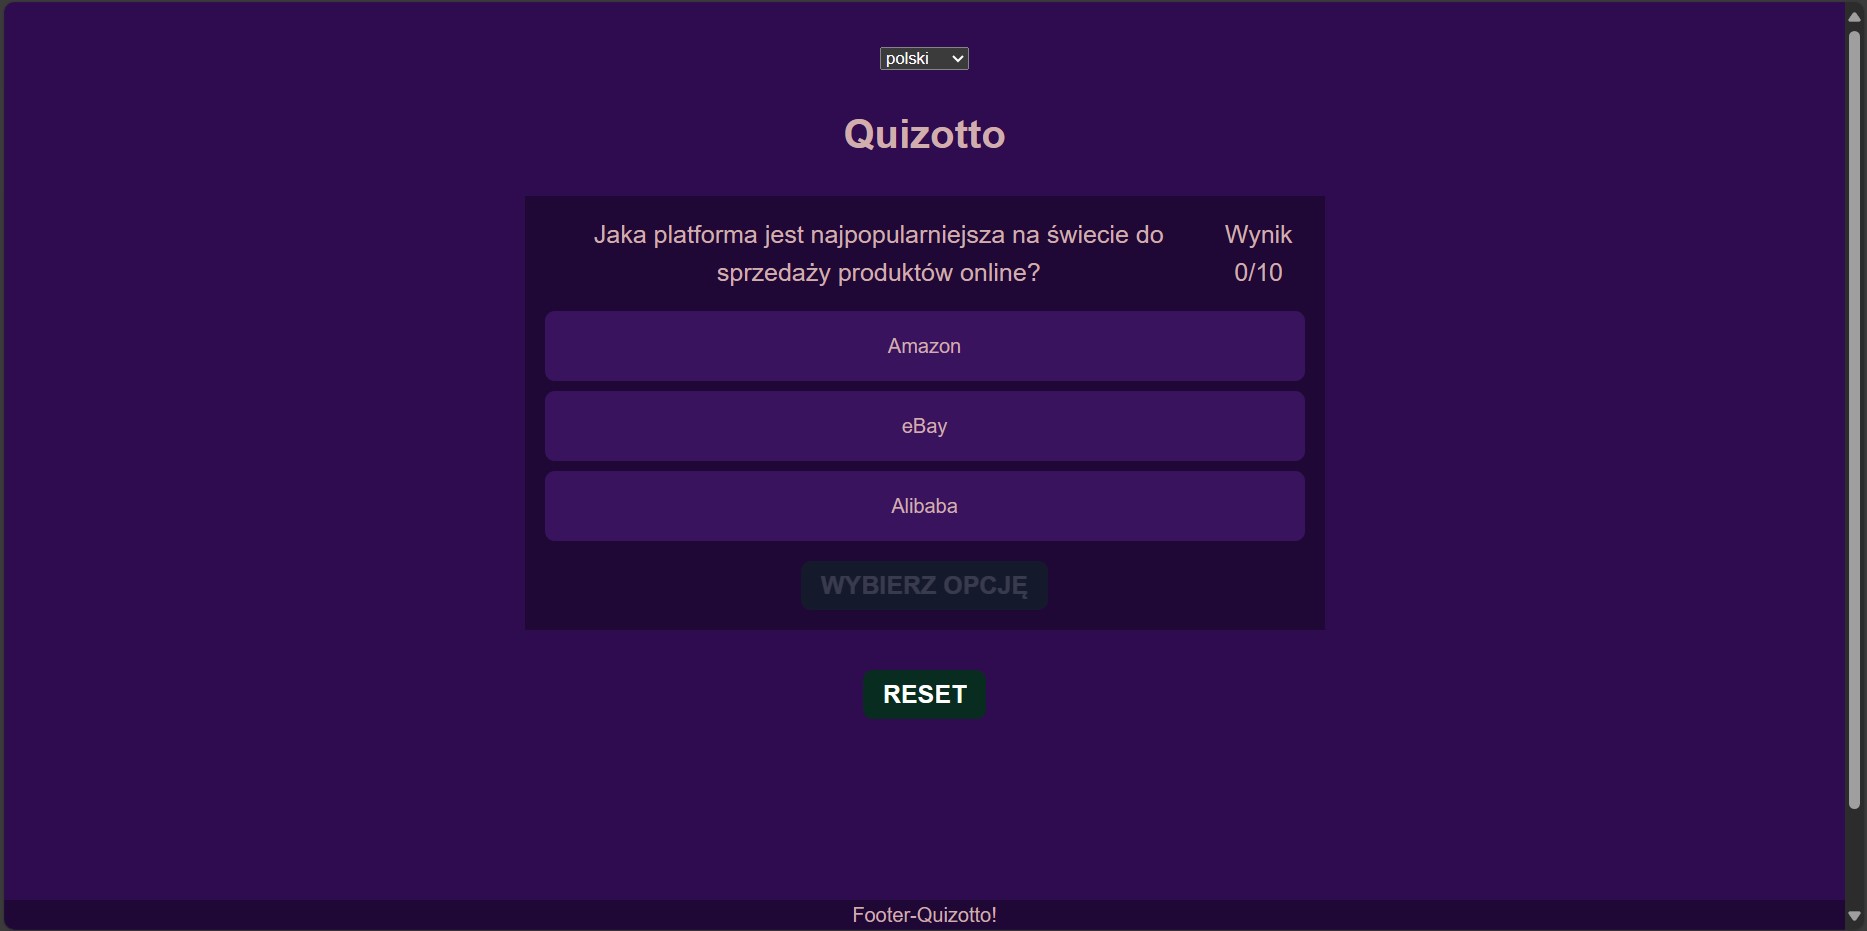 polski
Quizotto
Jaka platforma jest najpopularniejsza na świecie do
sprzedaży produktów online?
Wynik
0/10
Amazon
eBay
Alibaba
WYBIERZ OPCJĘ
RESET
Footer-Quizotto!